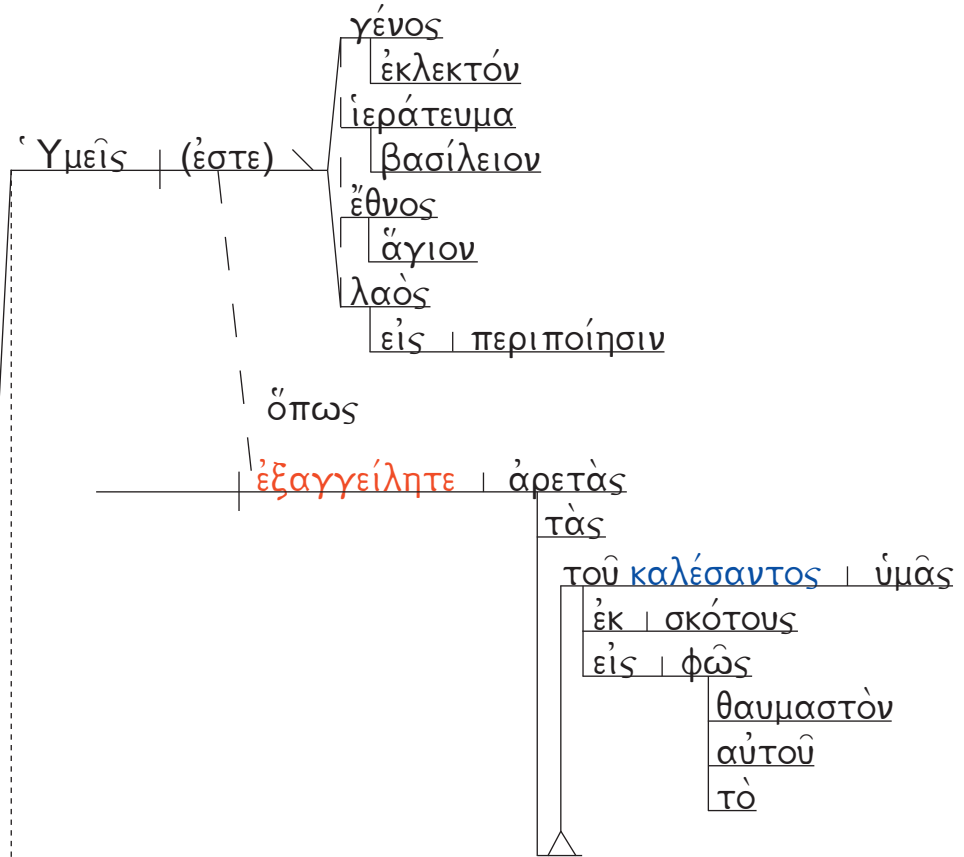 γένος
ἐκλεκτόν
ἱεράτευμα
Ὑμεῖς (ἐστε)
βασίλειον
ἔθνος
ἅγιον
λαὸς
εἰς περιποίησιν
ὅπως
ἐξαγγείλητε ἀρετὰς
τὰς
τοῦ καλέσαντος ὑμᾶς
ἐκ σκότους
εἰς φῶς
θαυμαστὸν
αὐτοῦ
τὸ